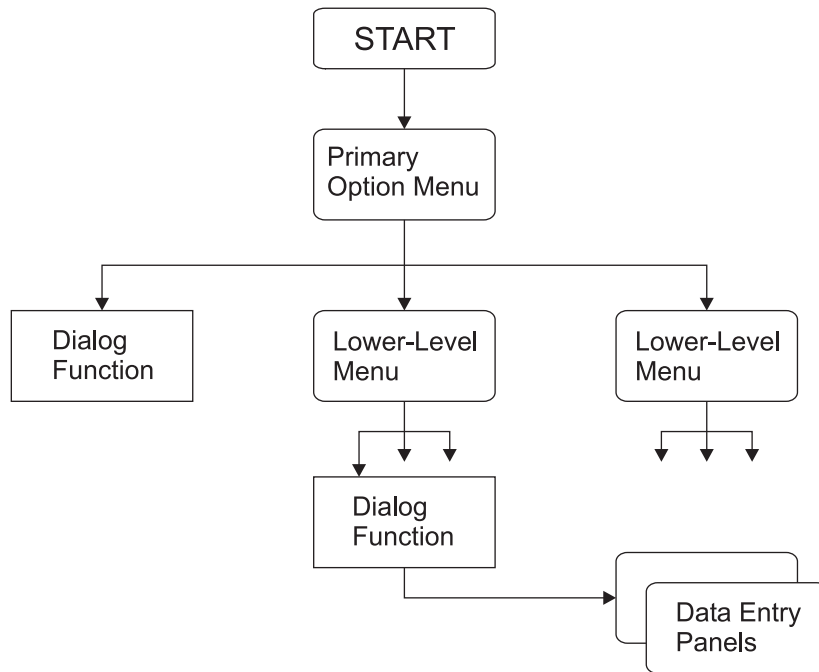 START
Primary
Option Menu
Dialog
Function
Lower-Level
Menu
Lower-Level
Menu
Dialog
Function
Data Entry
Panels